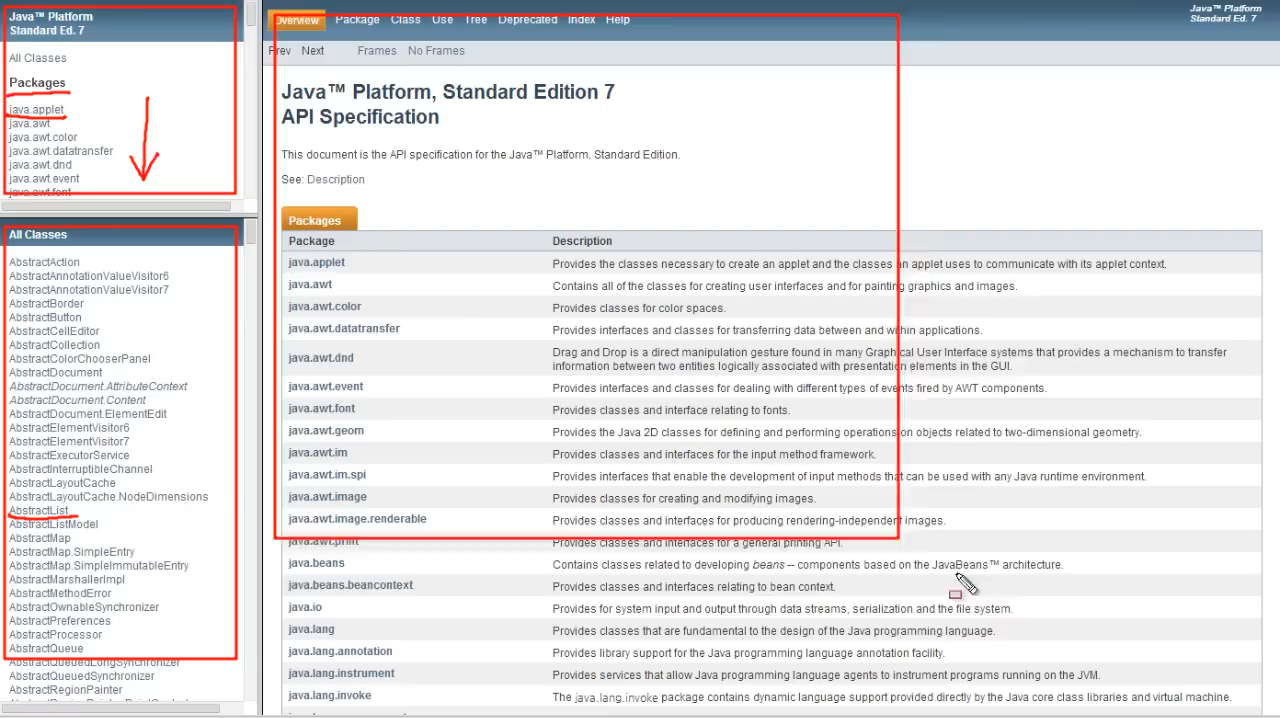 Java™ Platform
Standard Ed. 7
All Classes
Packages
java.applet
java.awt
java.awt.color
java.awt.datatransfer
java.awt.dnd
java.awt.event
java.awt.font
All Classes
AbstractAction
AbstractAnnotationValueVisitor6
AbstractAnnotationValueVisitor7
AbstractBorder
AbstractButton
AbstractCellEditor
AbstractCollection
AbstractColorChooserPanel
AbstractDocument
AbstractDocument.AttributeContext
AbstractDocument.Content
AbstractDocument.ElementEdit
AbstractElementVisitor6
AbstractElementVisitor7
AbstractExecutorService
AbstractInterruptibleChannel
AbstractLayoutCache
AbstractLayoutCache.NodeDimensions
AbstractList
AbstractListModel
AbstractMap
AbstractMap.SimpleEntry
AbstractMap.SimpleImmutableEntry
AbstractMarshallerImpl
AbstractMethodError
AbstractOwnableSynchronizer
AbstractPreferences
AbstractProcessor
AbstractQueue
AbstractQueuedLongSynchronizer
AbstractQueuedSynchronizer
AbstractRegionPainter
Overview Package Class Use Tree Deprecated Index Help
Java™ Platform
Standard Ed. 7
Prev Next Frames No Frames
Java™ Platform, Standard Edition 7
API Specification
This document is the API specification for the Java™ Platform, Standard Edition.
See: Description
Packages
Package Description
java.applet Provides the classes necessary to create an applet and the classes an applet uses to communicate with its applet context.
java.awt Contains all of the classes for creating user interfaces and for painting graphics and images.
java.awt.color Provides classes for color spaces.
java.awt.datatransfer Provides interfaces and classes for transferring data between and within applications.
java.awt.dnd Drag and Drop is a direct manipulation gesture found in many Graphical User Interface systems that provides a mechanism to transfer
information between two entities logically associated with presentation elements in the GUI.
java.awt.event Provides interfaces and classes for dealing with different types of events fired by AWT components.
java.awt.font Provides classes and interface relating to fonts.
java.awt.geom Provides the Java 2D classes for defining and performing operations on objects related to two-dimensional geometry.
java.awt.im Provides classes and interfaces for the input method framework.
java.awt.im.spi Provides interfaces that enable the development of input methods that can be used with any Java runtime environment.
java.awt.image Provides classes for creating and modifying images.
java.awt.image.renderable Provides classes and interfaces for producing rendering-independent images.
java.awt.print Provides classes and interfaces for a general printing API.
java.beans Contains classes related to developing beans -- components based on the JavaBeans™ architecture.
java.beans.beancontext Provides classes and interfaces relating to bean context.
java.io Provides for system input and output through data streams, serialization and the file system.
java.lang Provides classes that are fundamental to the design of the Java programming language.
java.lang.annotation Provides library support for the Java programming language annotation facility.
java.lang.instrument Provides services that allow Java programming language agents to instrument programs running on the JVM.
java.lang.invoke The java.lang.invoke package contains dynamic language support provided directly by the Java core class libraries and virtual machine.